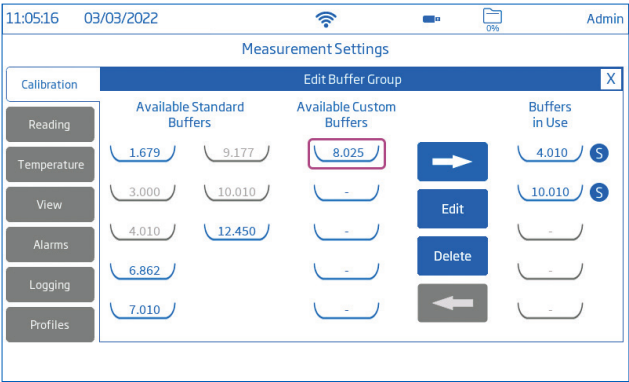 11:05:16 03/03/2022 0% Admin
Measurement Settings
Calibration
Reading
Temperature
View
Alarms
Logging
Profiles
Edit Buffer Group X
Available Standard
Buffers
Available Custom
Buffers
Buffers
in Use
1.679 9.177 8.025 4.010 S
3.000 10.010 - Edit 10.010 S
4.010 12.450 - Delete -
6.862 - -
7.010 - -